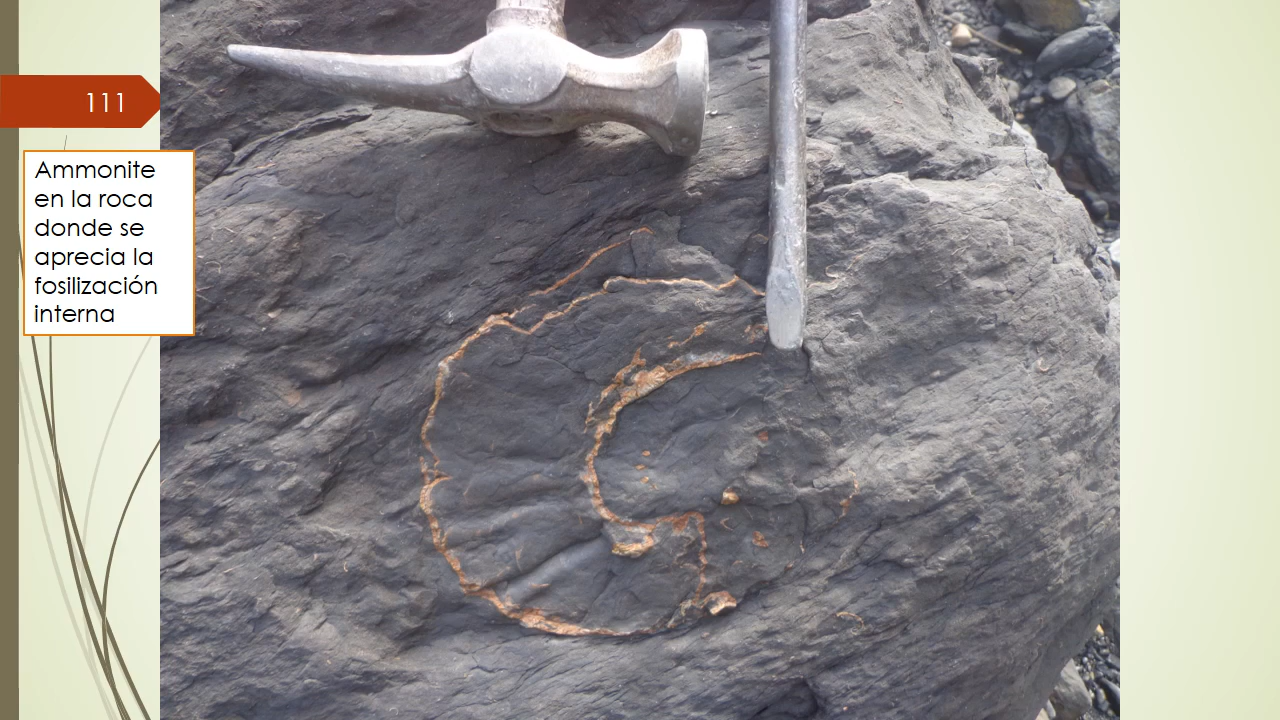 111
Ammonite
en la roca
donde se
aprecia la
fosilización
interna